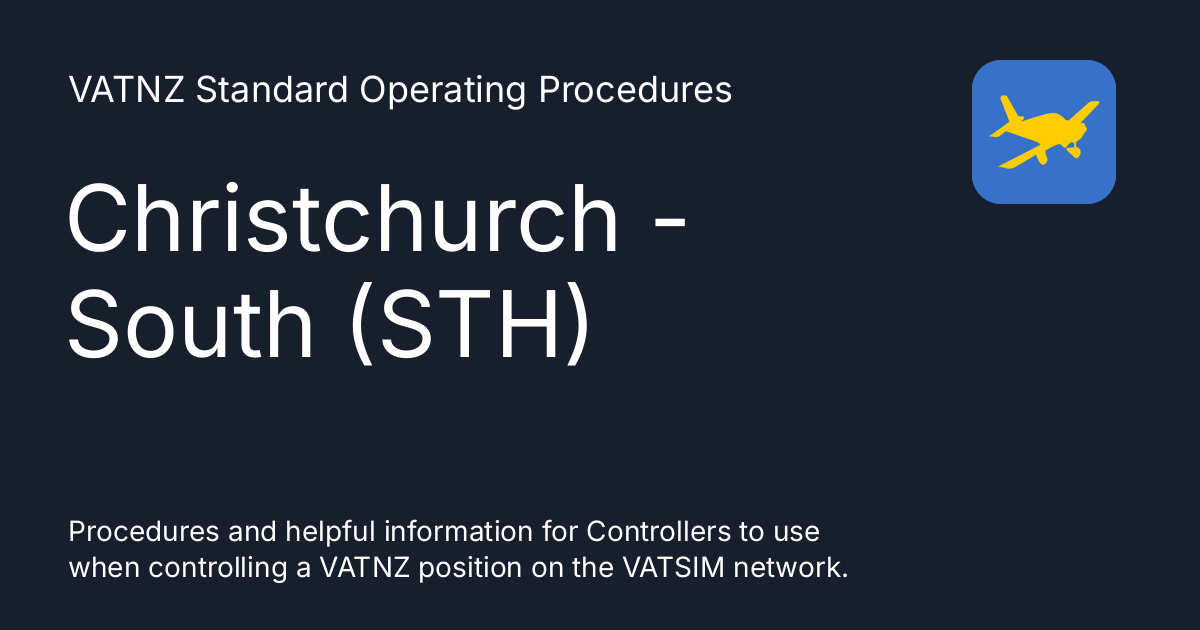 VATNZ Standard Operating Procedures
Christchurch -
South (STH)
Procedures and helpful information for Controllers to use
when controlling a VATNZ position on the VATSIM network.